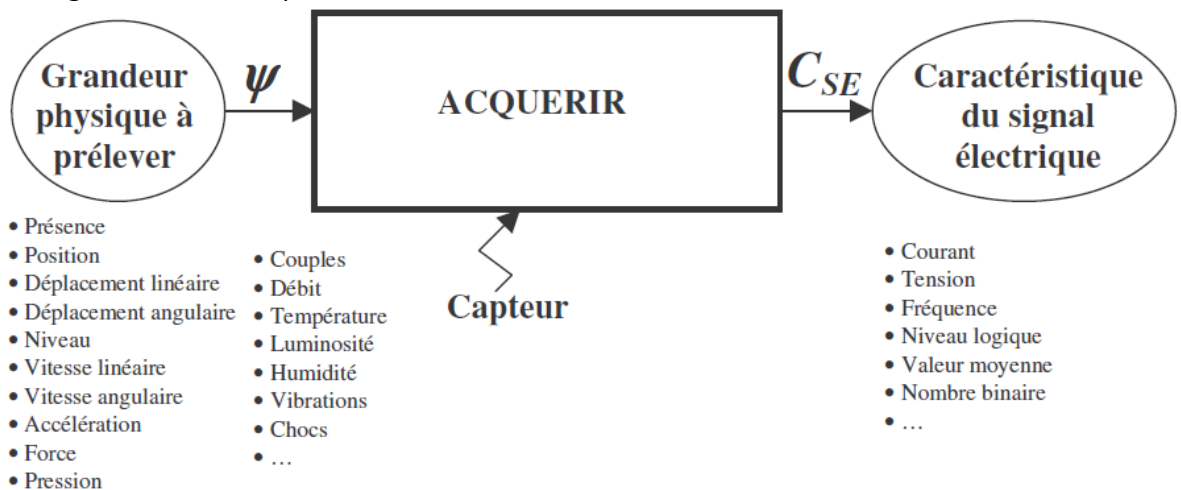 Grandeur
physique à
prélever
ψ
ACQUERIR
C_SE
Caractéristique
du signal
électrique
Capteur
• Présence
• Position
• Déplacement linéaire
• Déplacement angulaire
• Niveau
• Vitesse linéaire
• Vitesse angulaire
• Accélération
• Force
• Pression
• Couples
• Débit
• Température
• Luminosité
• Humidité
• Vibrations
• Chocs
• …
• Courant
• Tension
• Fréquence
• Niveau logique
• Valeur moyenne
• Nombre binaire
• …